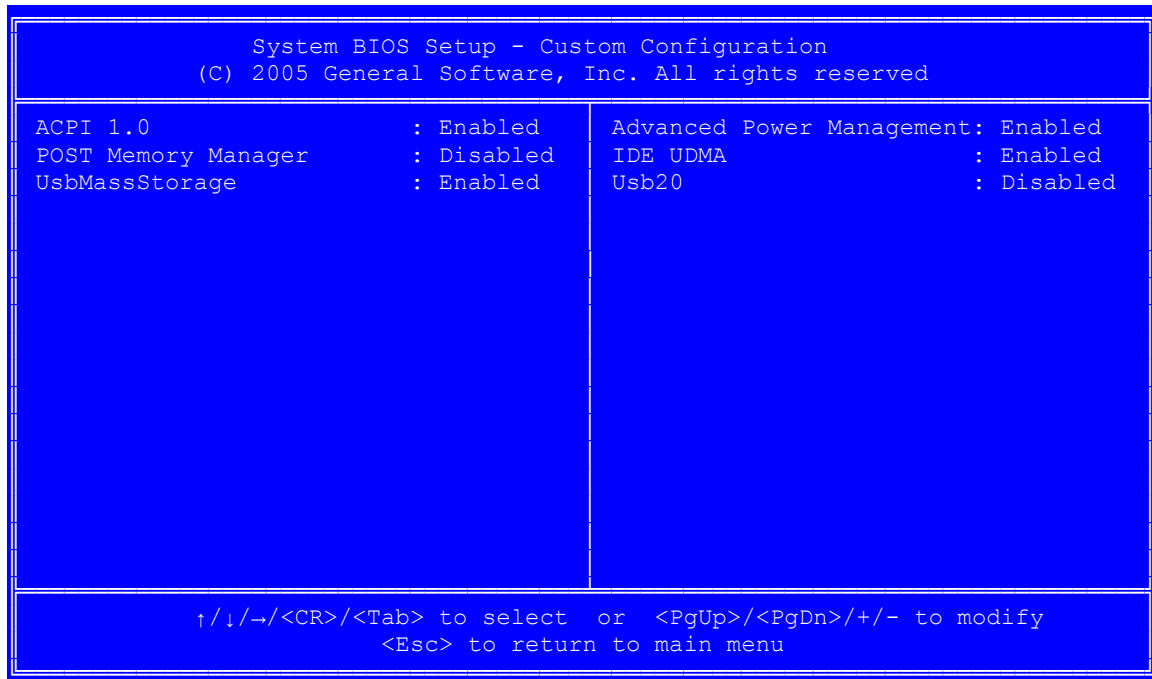 System BIOS Setup - Custom Configuration
(C) 2005 General Software, Inc. All rights reserved
ACPI 1.0 : Enabled
POST Memory Manager : Disabled
UsbMassStorage : Enabled
Advanced Power Management: Enabled
IDE UDMA : Enabled
Usb20 : Disabled
↑/↓/→/<CR>/<Tab> to select or <PgUp>/<PgDn>/+/- to modify
<Esc> to return to main menu